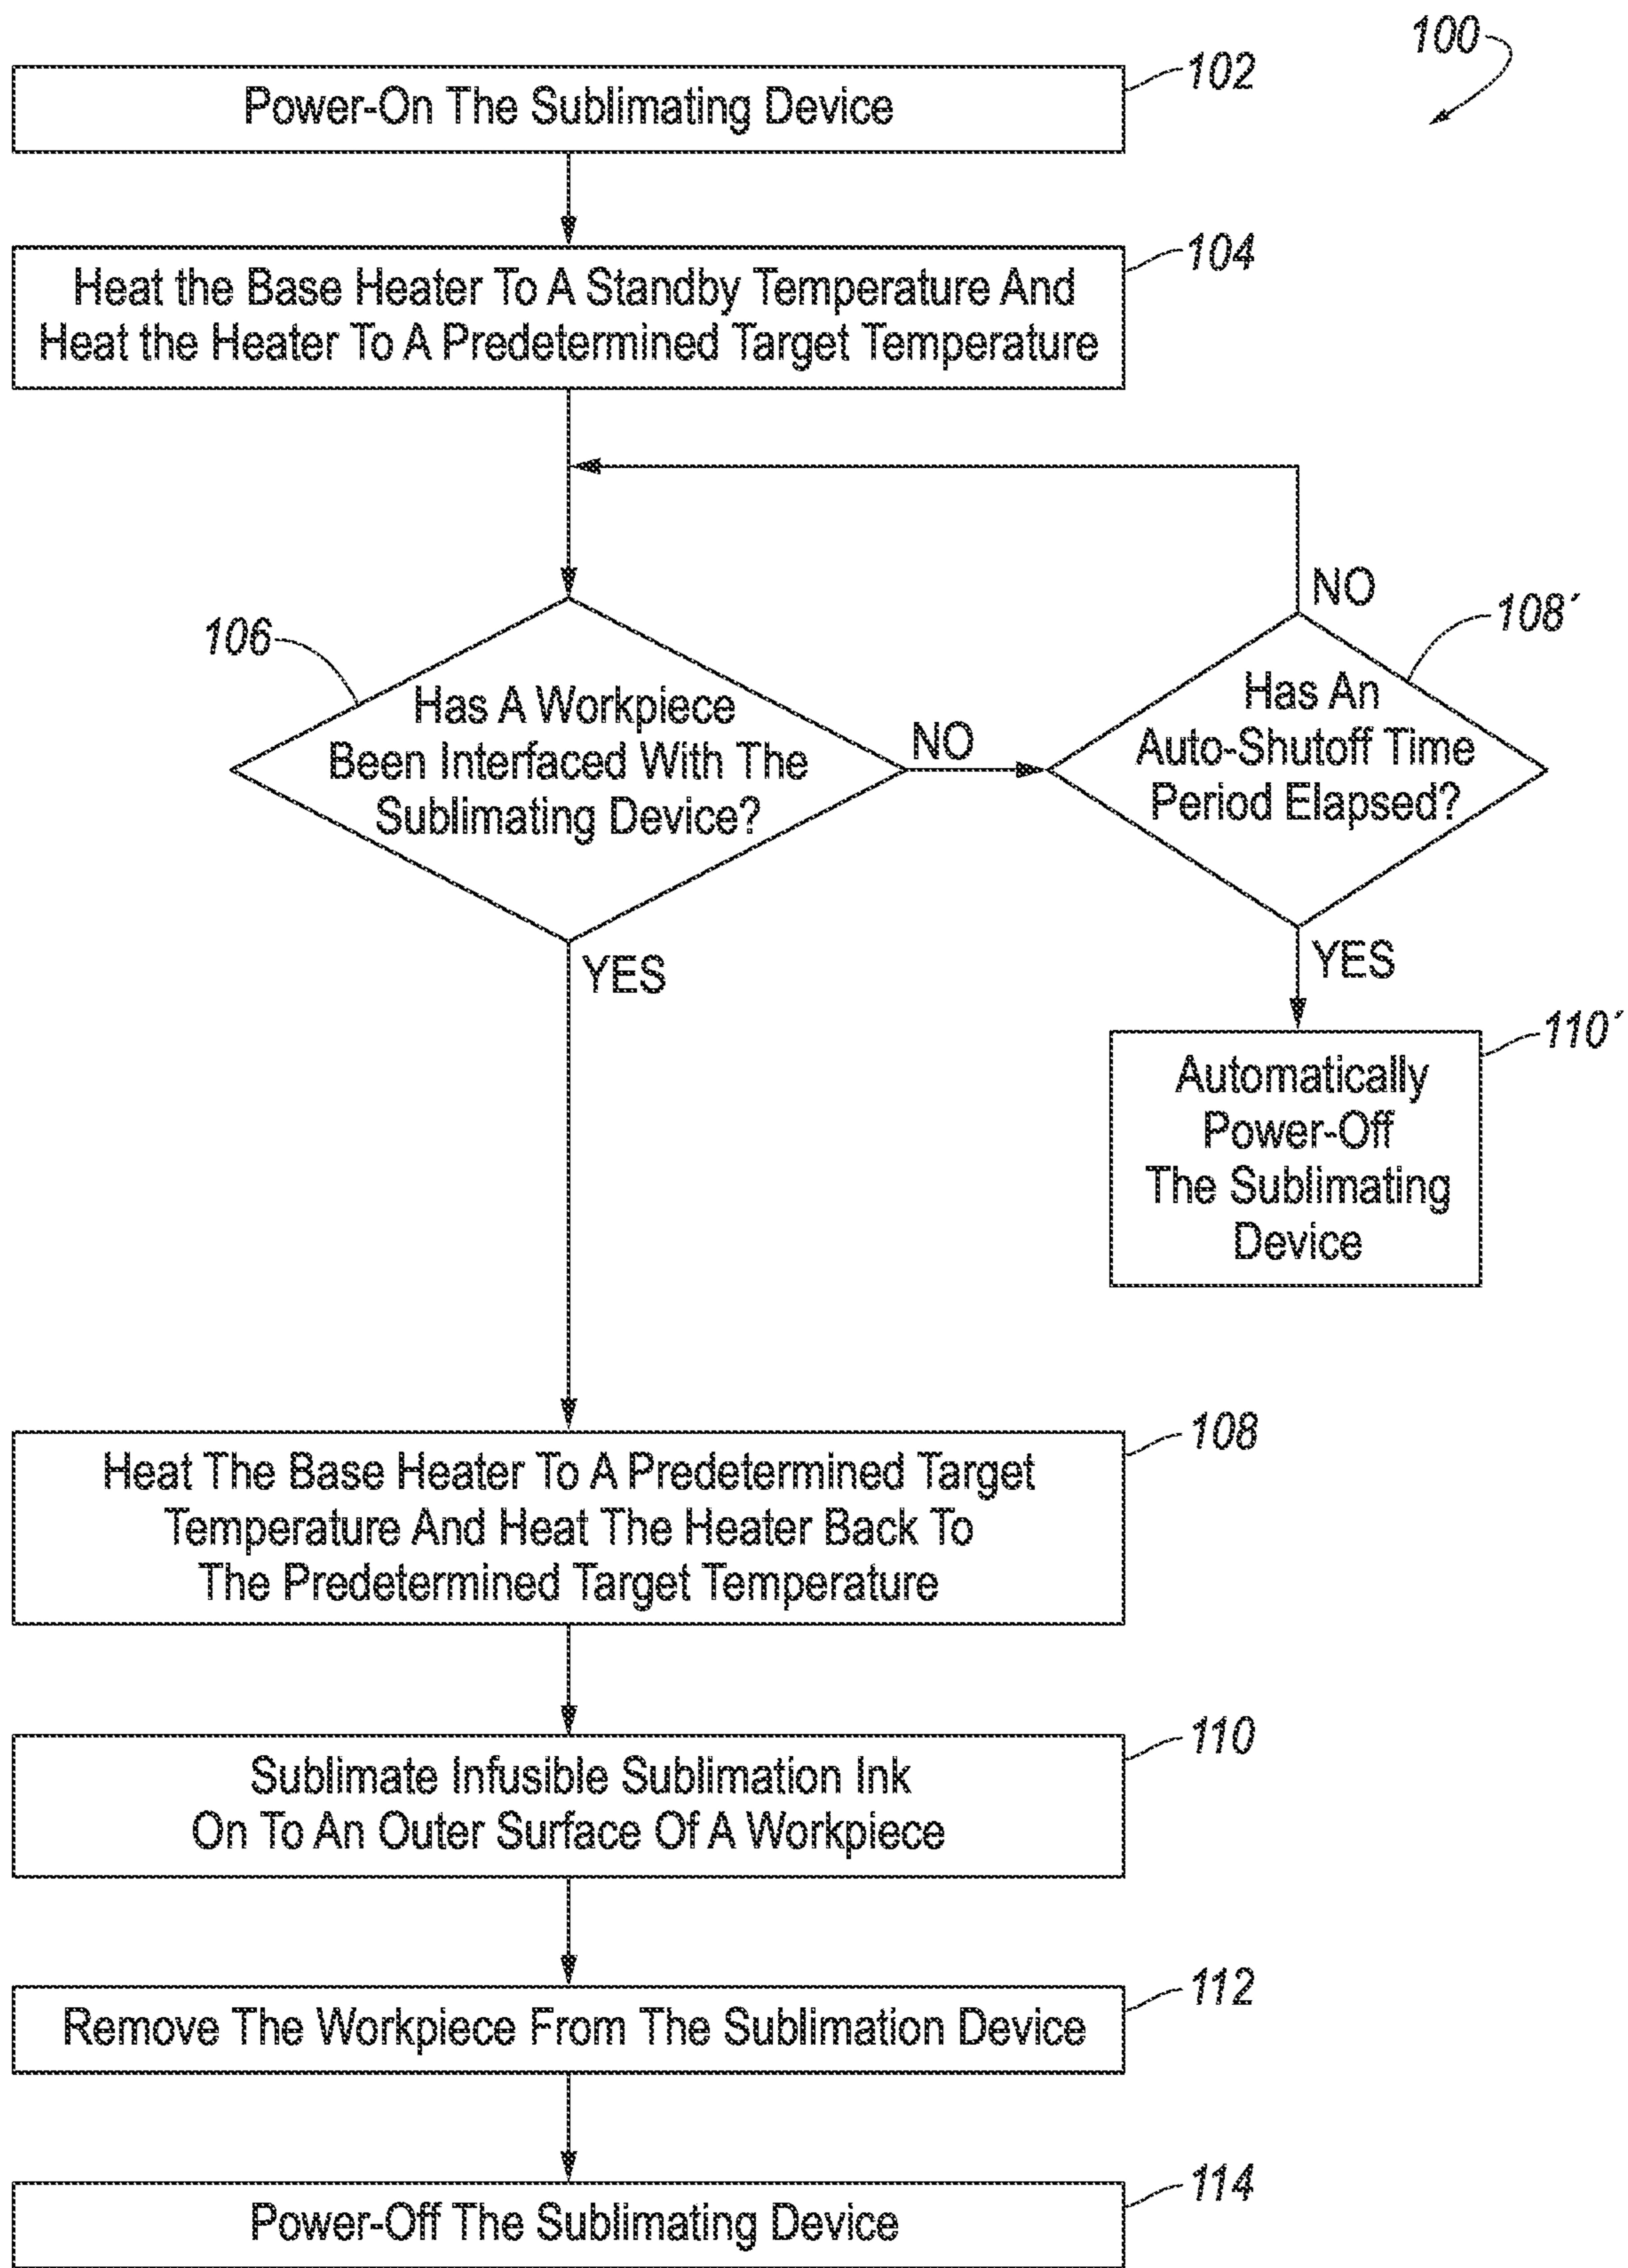 100
102
Power-On The Sublimating Device
104
Heat the Base Heater To A Standby Temperature And
Heat the Heater To A Predetermined Target Temperature
106
Has A Workpiece
Been Interfaced With The
Sublimating Device?
NO
YES
108′
NO
Has An
Auto-Shutoff Time
Period Elapsed?
YES
110′
Automatically
Power-Off
The Sublimating
Device
108
Heat The Base Heater To A Predetermined Target
Temperature And Heat The Heater Back To
The Predetermined Target Temperature
110
Sublimate Infusible Sublimation Ink
On To An Outer Surface Of A Workpiece
112
Remove The Workpiece From The Sublimation Device
114
Power-Off The Sublimating Device